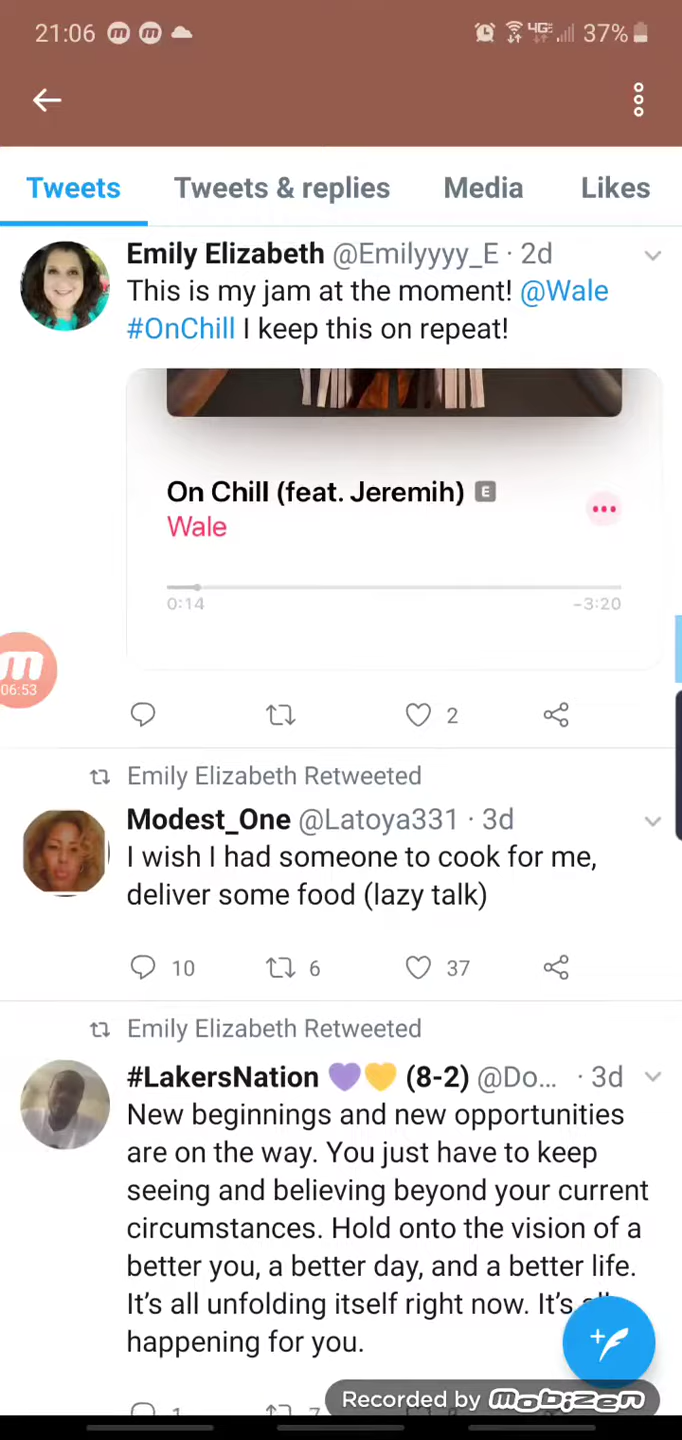 21:06 37%
Tweets Tweets & replies Media Likes
Emily Elizabeth @Emilyyyy_E · 2d
This is my jam at the moment! @Wale
#OnChill I keep this on repeat!
On Chill (feat. Jeremih) E
Wale
0:14 -3:20
06:53
2
Emily Elizabeth Retweeted
Modest_One @Latoya331 · 3d
I wish I had someone to cook for me,
deliver some food (lazy talk)
10 6 37
Emily Elizabeth Retweeted
#LakersNation 💜💛 (8-2) @Do... · 3d
New beginnings and new opportunities
are on the way. You just have to keep
seeing and believing beyond your current
circumstances. Hold onto the vision of a
better you, a better day, and a better life.
It's all unfolding itself right now. It's all
happening for you.
Recorded by mobizen